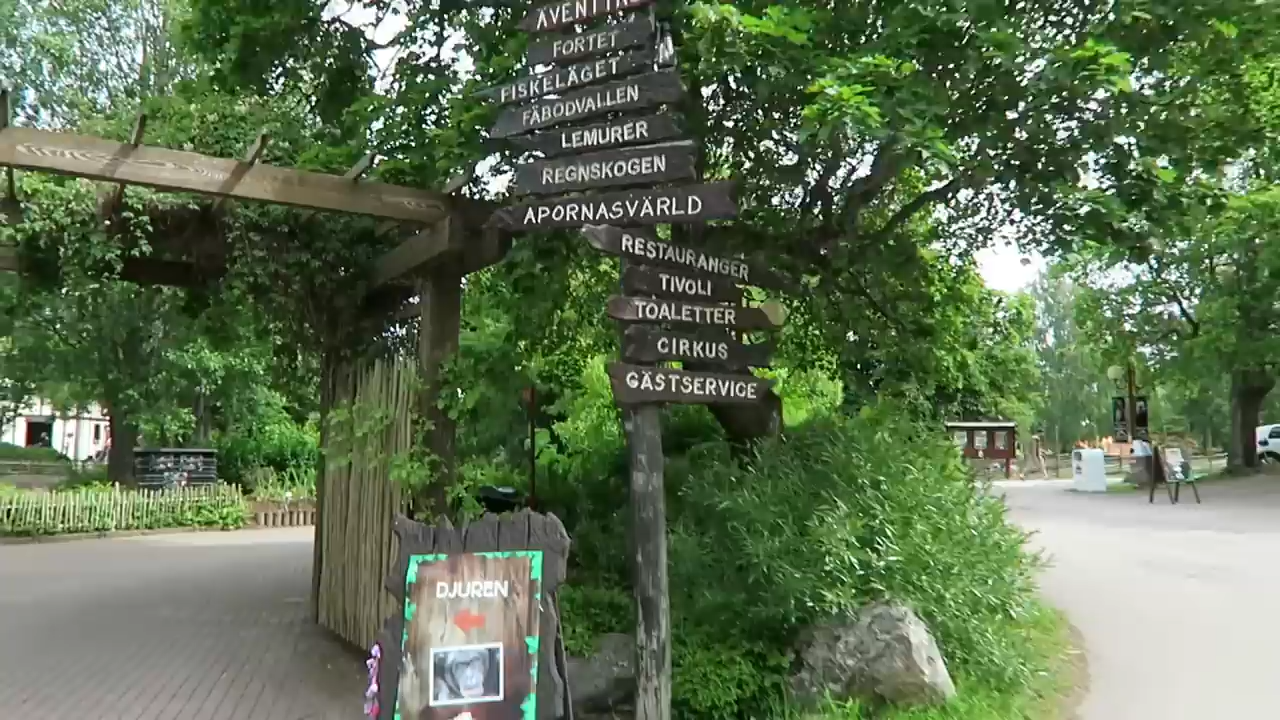 FORTET
FISKELÄGET
FÄBODVALLEN
LEMURER
REGNSKOGEN
APORNASVÄRLD
RESTAURANGER
TIVOLI
TOALETTER
CIRKUS
GÄSTSERVICE
DJUREN